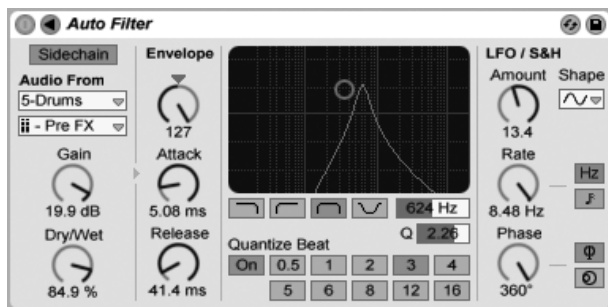 Auto Filter
Sidechain
Audio From
5-Drums
ⅱ - Pre FX
Gain
19.9 dB
Dry/Wet
84.9 %
Envelope
127
Attack
5.08 ms
Release
41.4 ms
624 Hz
Q 2.26
Quantize Beat
On 0.5 1 2 3 4
5 6 8 12 16
LFO / S&H
Amount Shape
13.4
Rate
8.48 Hz
Hz
Phase
360°